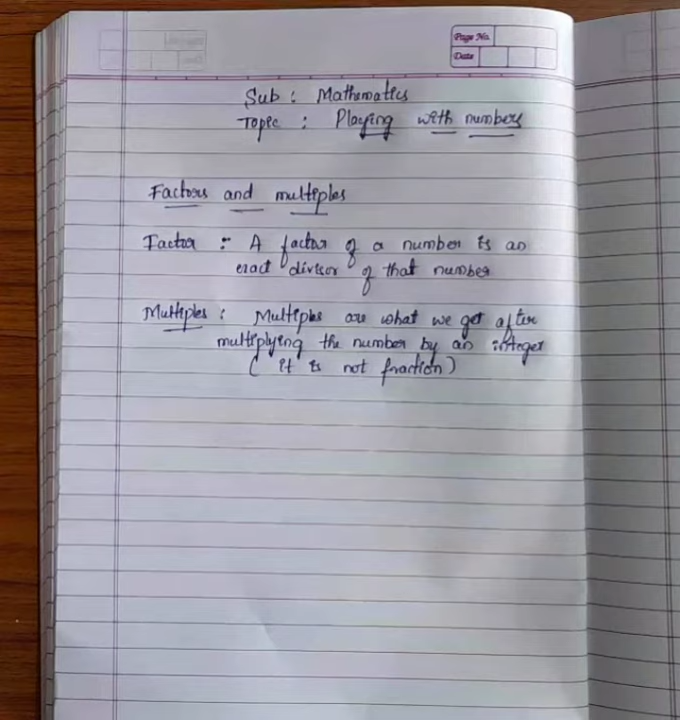 Page No.
Date
Sub : Mathematics
Topic : Playing with numbers
Factors and multiples
Factor :- A factor of a number is an
exact divisor of that number
Multiples : Multiples are what we get after
multiplying the number by an integer
( it is not fraction )